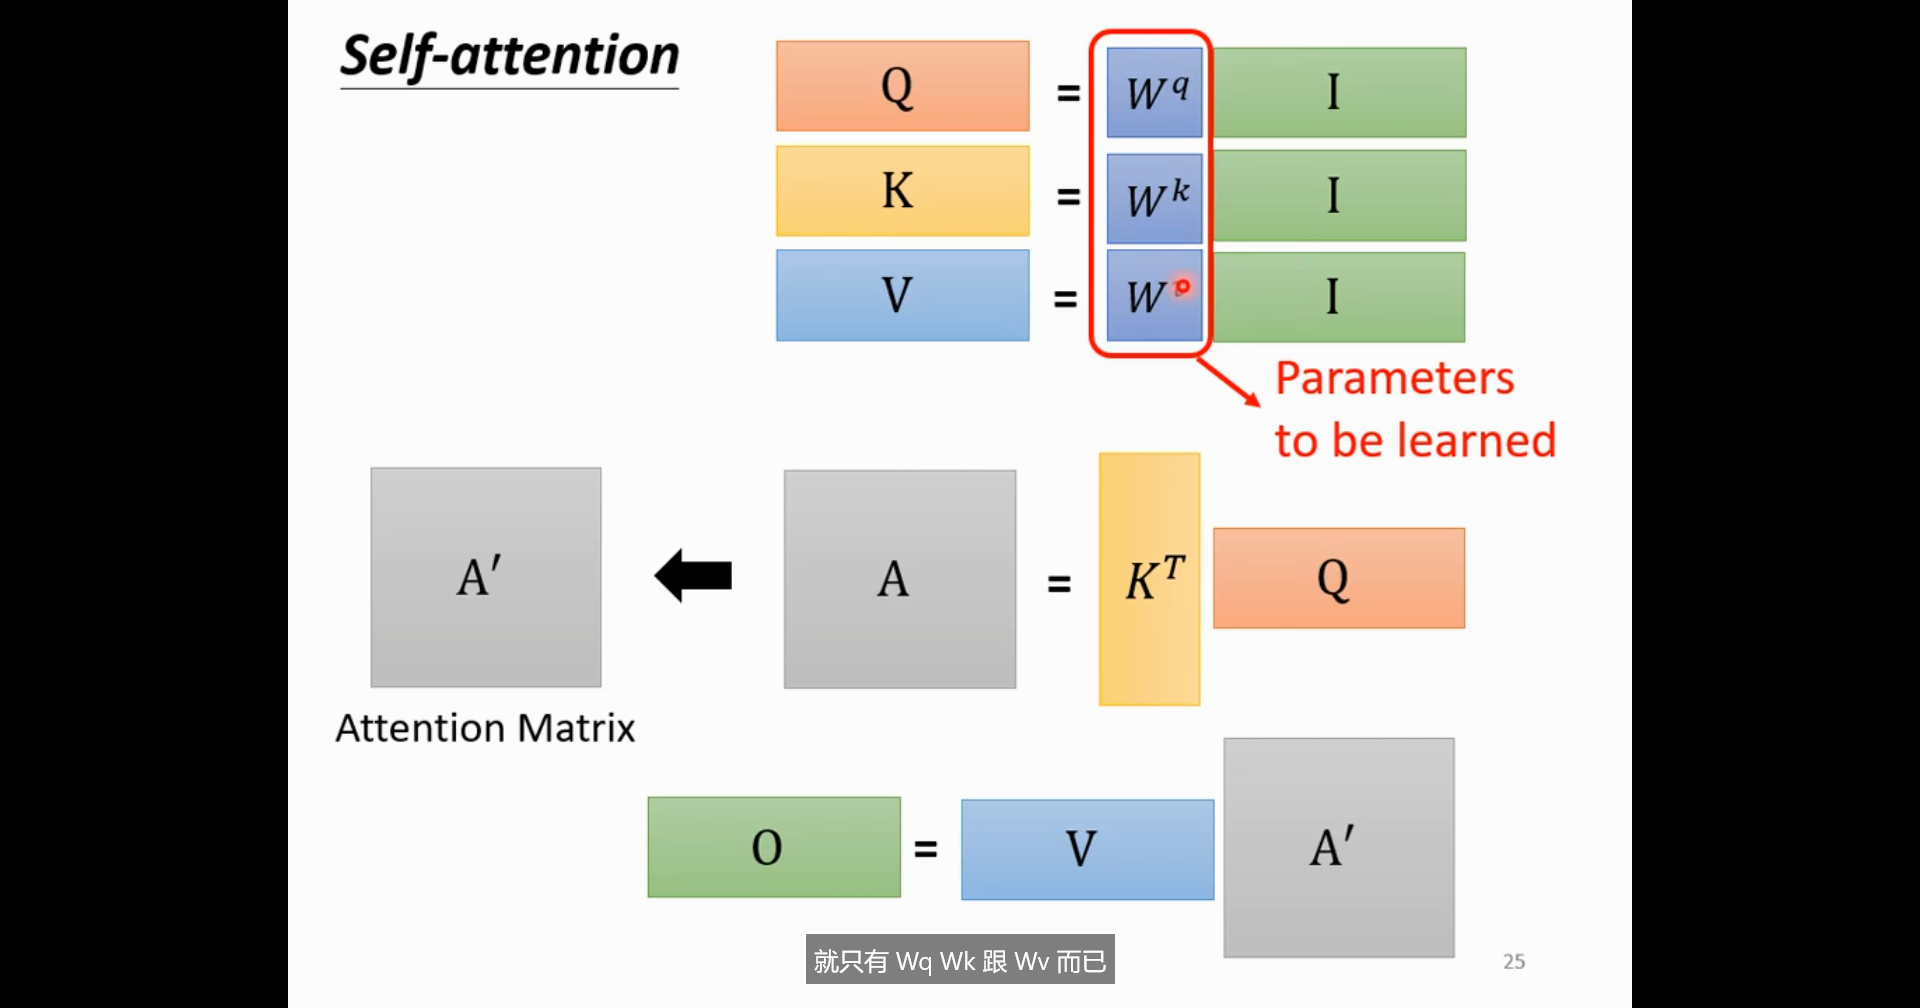 Self-attention
Q = W^q I
K = W^k I
V = W I
Parameters
to be learned
A′ A = K^T Q
Attention Matrix
O = V A′
就只有 Wq Wk 跟 Wv 而已
25